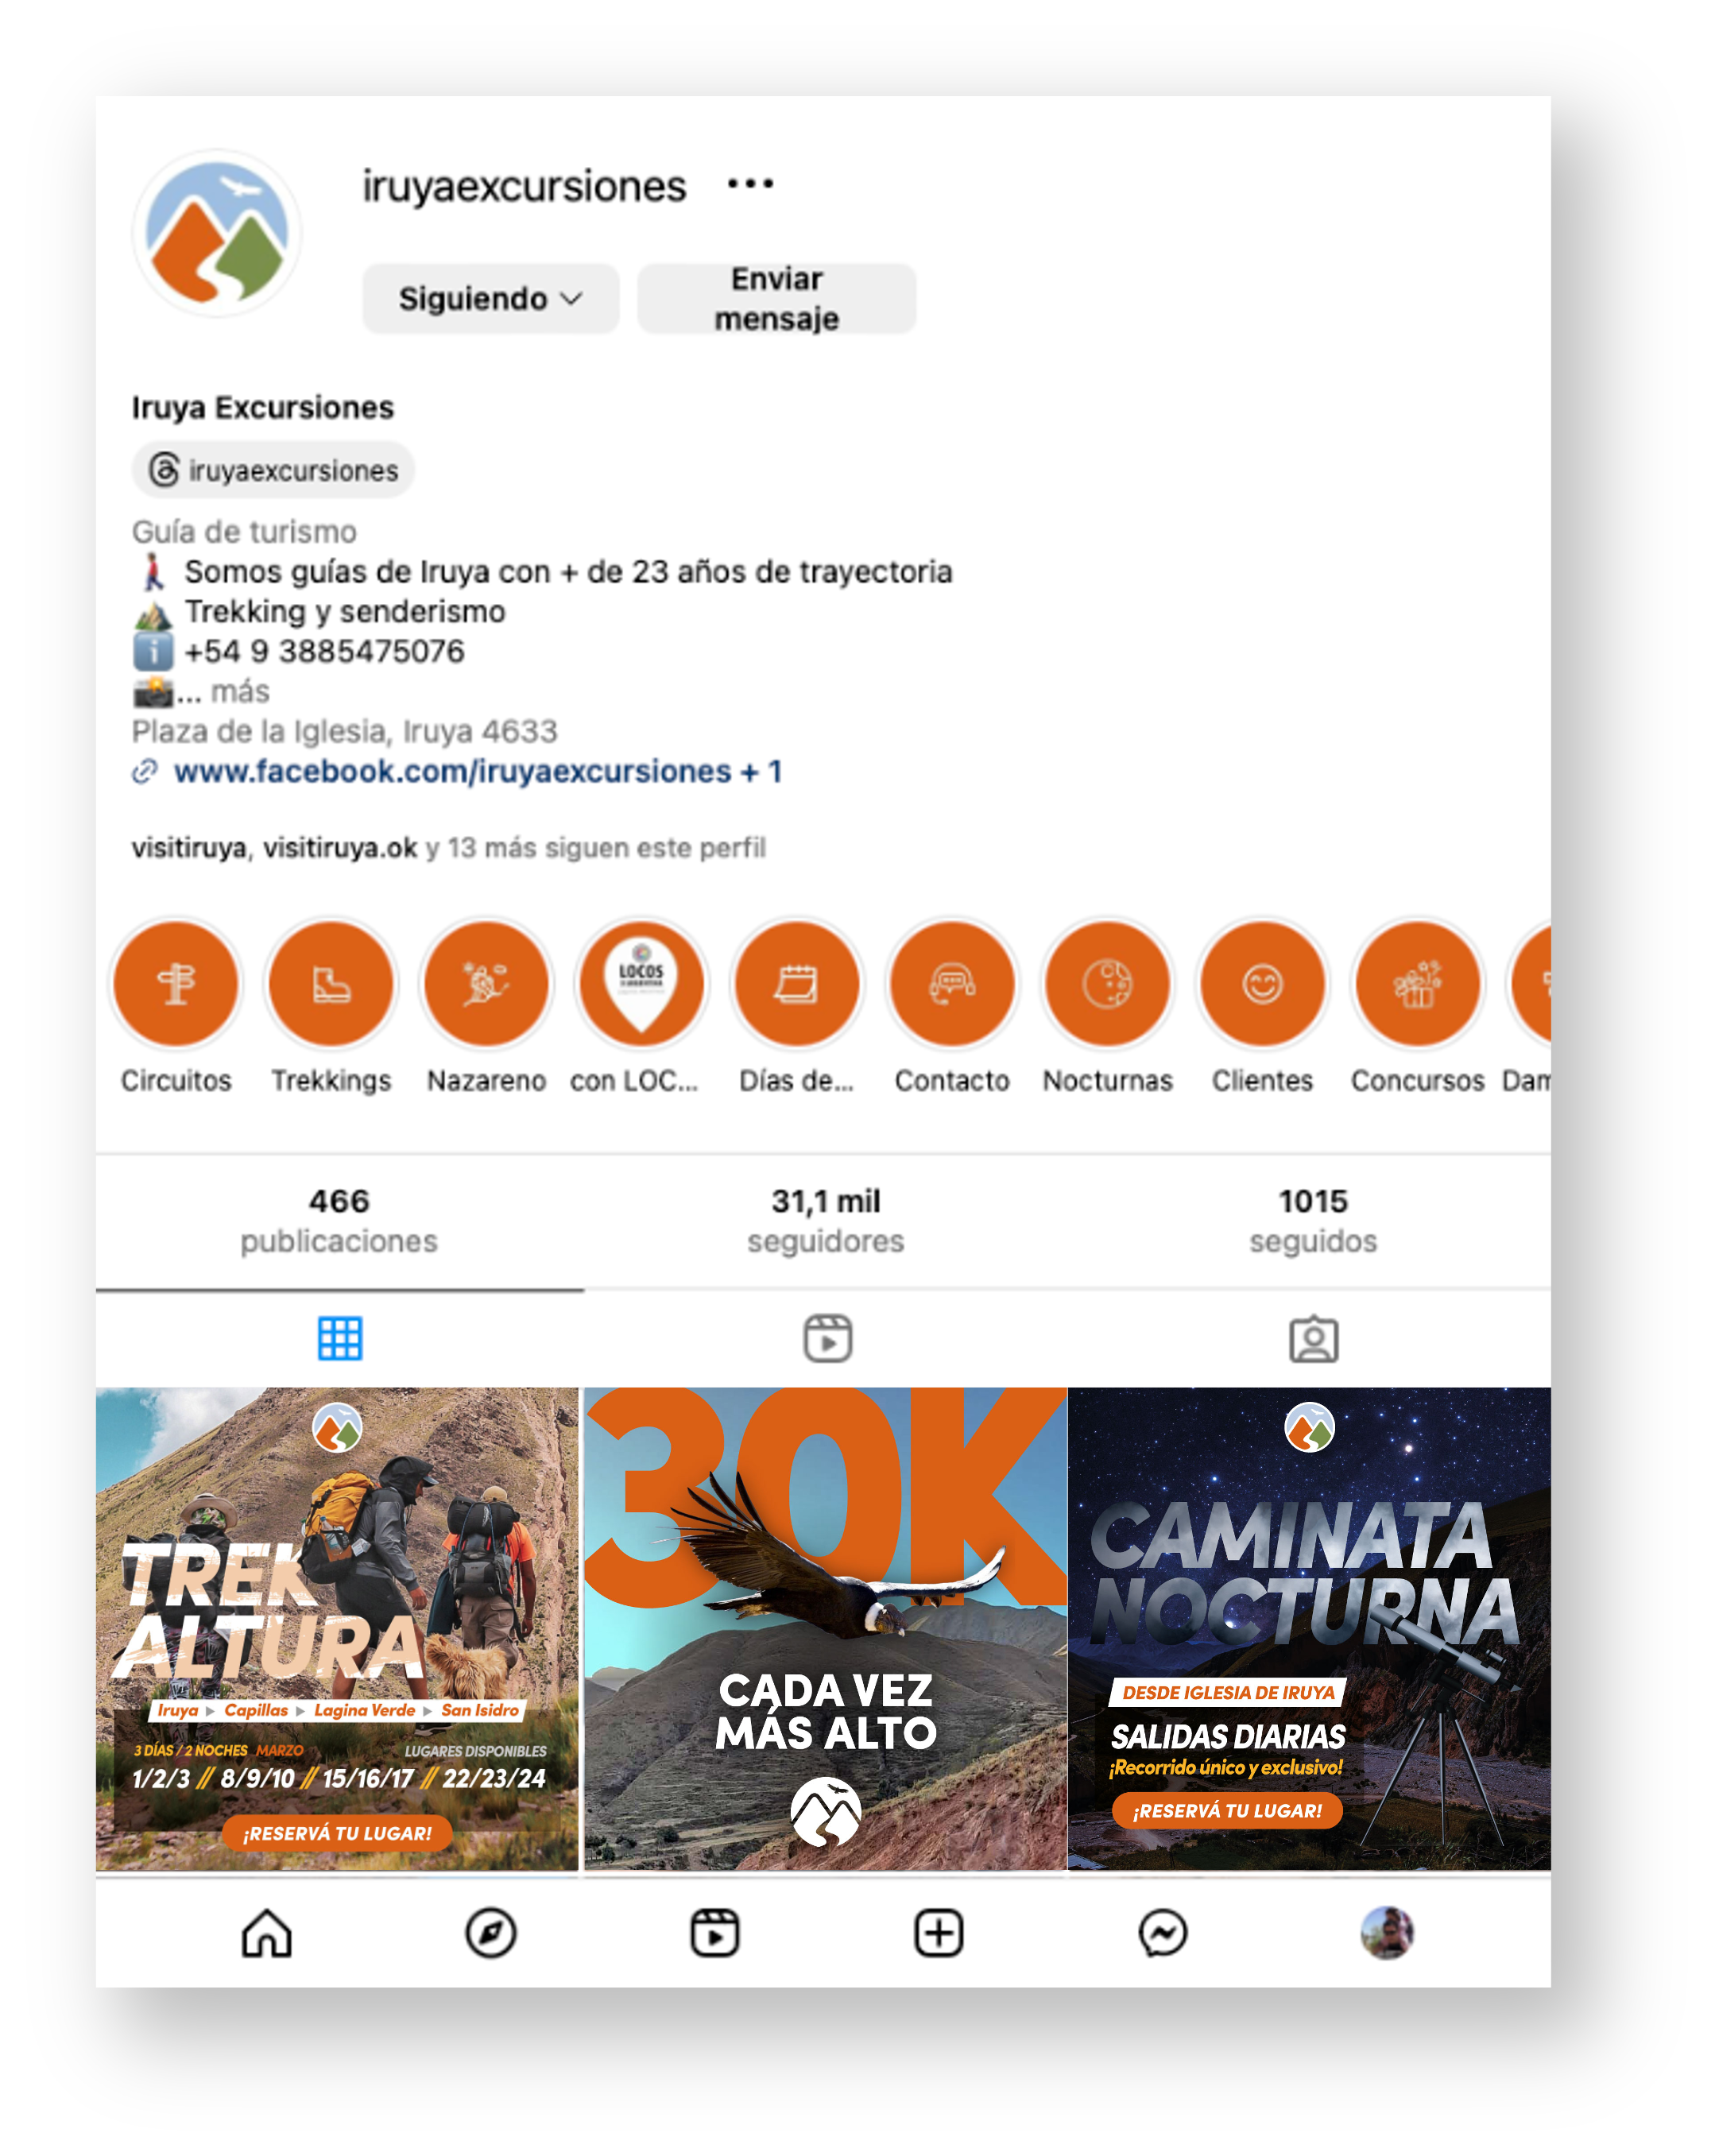 iruyaexcursiones ...
Siguiendo
Enviar
mensaje
Iruya Excursiones
iruyaexcursiones
Guía de turismo
Somos guías de Iruya con + de 23 años de trayectoria
Trekking y senderismo
+54 9 3885475076
... más
Plaza de la Iglesia, Iruya 4633
www.facebook.com/iruyaexcursiones + 1
visitiruya, visitiruya.ok y 13 más siguen este perfil
LOCOS
Circuitos Trekkings Nazareno con LOC... Días de... Contacto Nocturnas Clientes Concursos Dam
466 31,1 mil 1015
publicaciones seguidores seguidos
TREK
ALTURA
Iruya ▶ Capillas ▶ Lagina Verde ▶ San Isidro
3 DÍAS / 2 NOCHES MARZO LUGARES DISPONIBLES
1/2/3 // 8/9/10 // 15/16/17 // 22/23/24
¡RESERVÁ TU LUGAR!
30K
CADA VEZ
MÁS ALTO
CAMINATA
NOCTURNA
DESDE IGLESIA DE IRUYA
SALIDAS DIARIAS
¡Recorrido único y exclusivo!
¡RESERVÁ TU LUGAR!